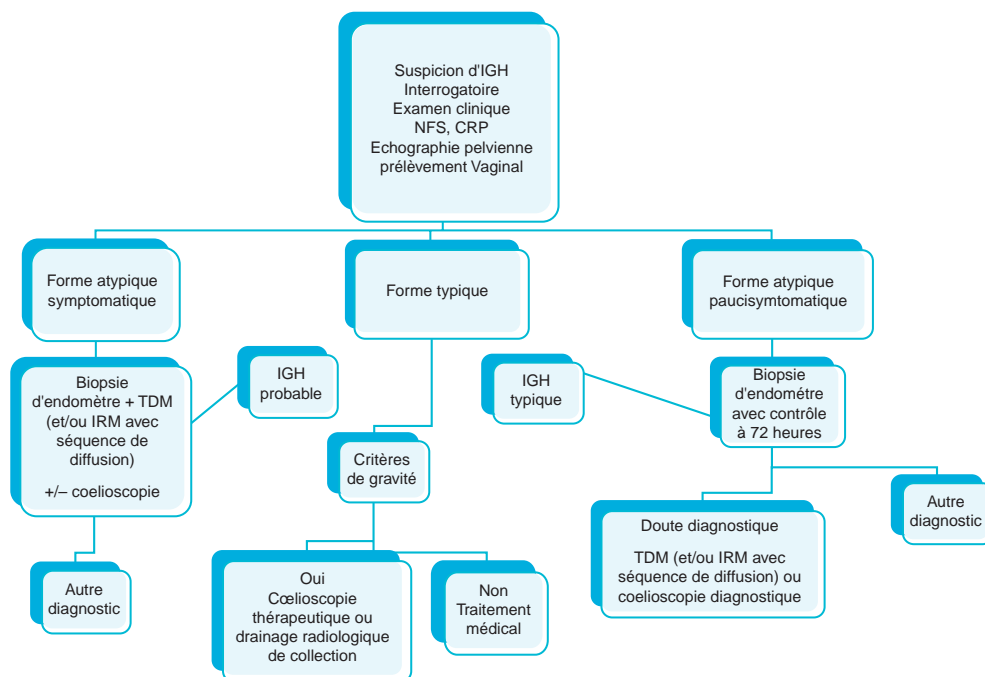 Suspicion d'IGH
Interrogatoire
Examen clinique
NFS, CRP
Echographie pelvienne
prélèvement Vaginal
Forme atypique
symptomatique
Forme typique
Forme atypique
paucisymtomatique
Biopsie
d'endomètre + TDM
(et/ou IRM avec
séquence de
diffusion)
+/– coelioscopie
IGH
probable
IGH
typique
Biopsie
d'endométre
avec contrôle
à 72 heures
Critères
de gravité
Autre
diagnostic
Oui
Cœlioscopie
thérapeutique ou
drainage radiologique
de collection
Non
Traitement
médical
Doute diagnostique
TDM (et/ou IRM avec
séquence de diffusion) ou
coelioscopie diagnostique
Autre
diagnostic